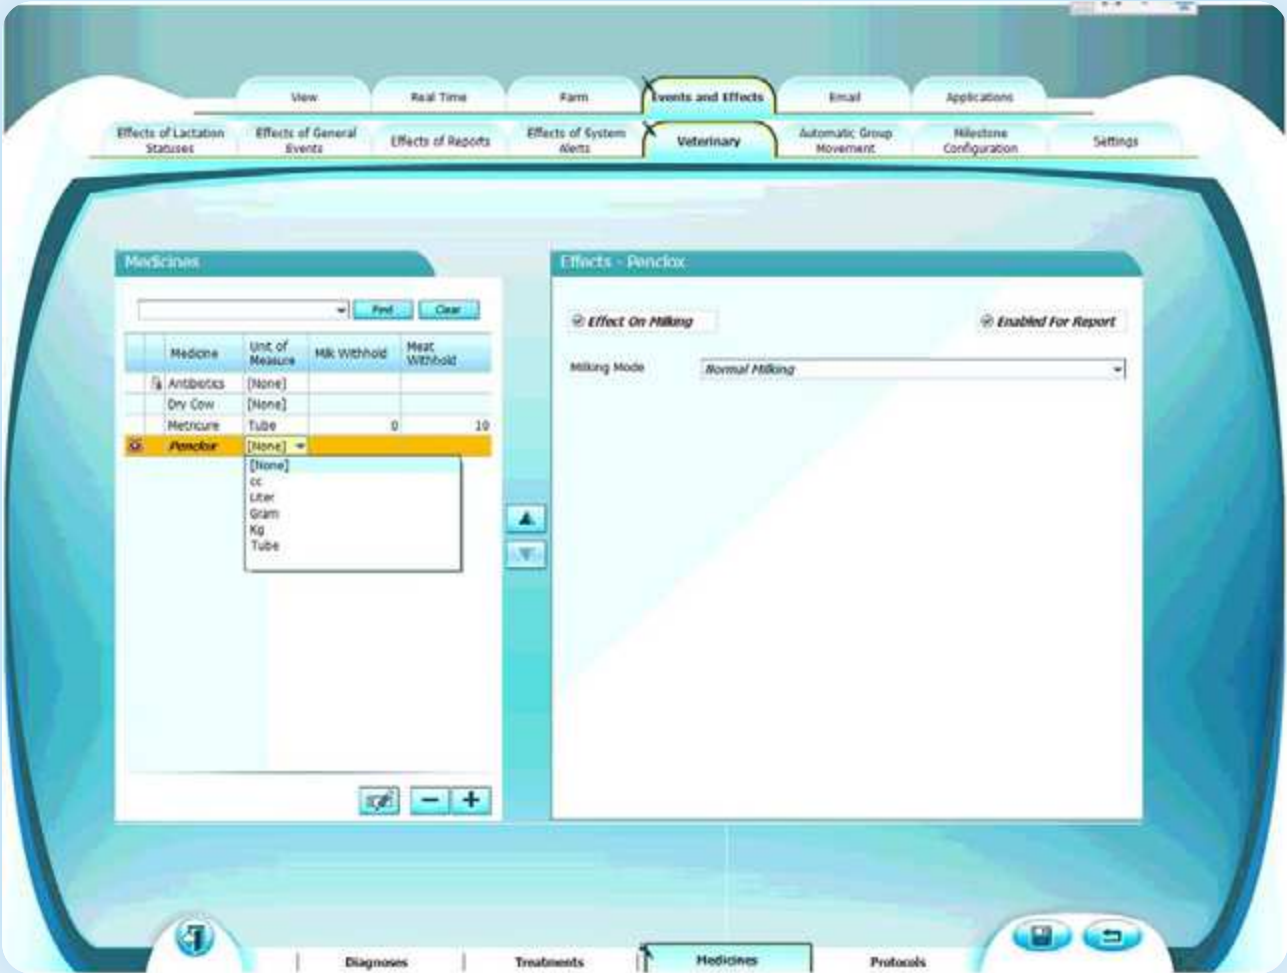 View Real Time Farm Events and Effects Email Applications
Effects of Lactation Statuses
Effects of General Events
Effects of Reports
Effects of System Alerts
Veterinary
Automatic Group Movement
Milestone Configuration
Settings
Medicines
Find Clear
Medicine
Unit of Measure
Milk Withhold
Meat Withhold
Antibiotics [None]
Dry Cow [None]
Metricure Tube 0 10
Penclox [None]
[None]
cc
Liter
Gram
Kg
Tube
Effects - Penclox
Effect On Milking
Enabled For Report
Milking Mode Normal Milking
Diagnoses Treatments Medicines Protocols